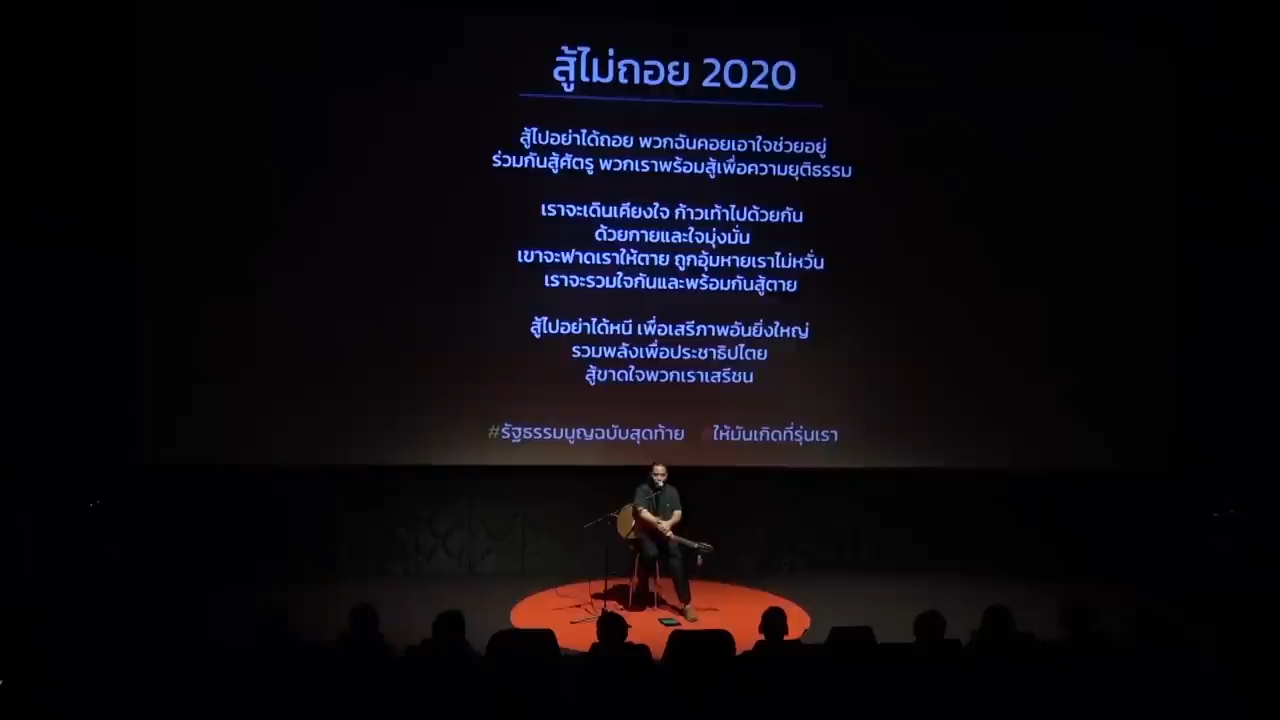 สู้ไม่ถอย 2020
สู้ไปอย่าได้ถอย พวกฉันคอยเอาใจช่วยอยู่
ร่วมกันสู้ศัตรู พวกเราพร้อมสู้เพื่อความยุติธรรม
เราจะเดินเคียงใจ ก้าวเท้าไปด้วยกัน
ด้วยกายและใจมุ่งมั่น
เขาจะฟาดเราให้ตาย ถูกอุ้มหายเราไม่หวั่น
เราจะรวมใจกันและพร้อมกันสู้ตาย
สู้ไปอย่าได้หนี เพื่อเสรีภาพอันยิ่งใหญ่
รวมพลังเพื่อประชาธิปไตย
สู้ขาดใจพวกเราเสรีชน
#รัฐธรรมนูญฉบับสุดท้าย #ให้มันเกิดที่รุ่นเรา